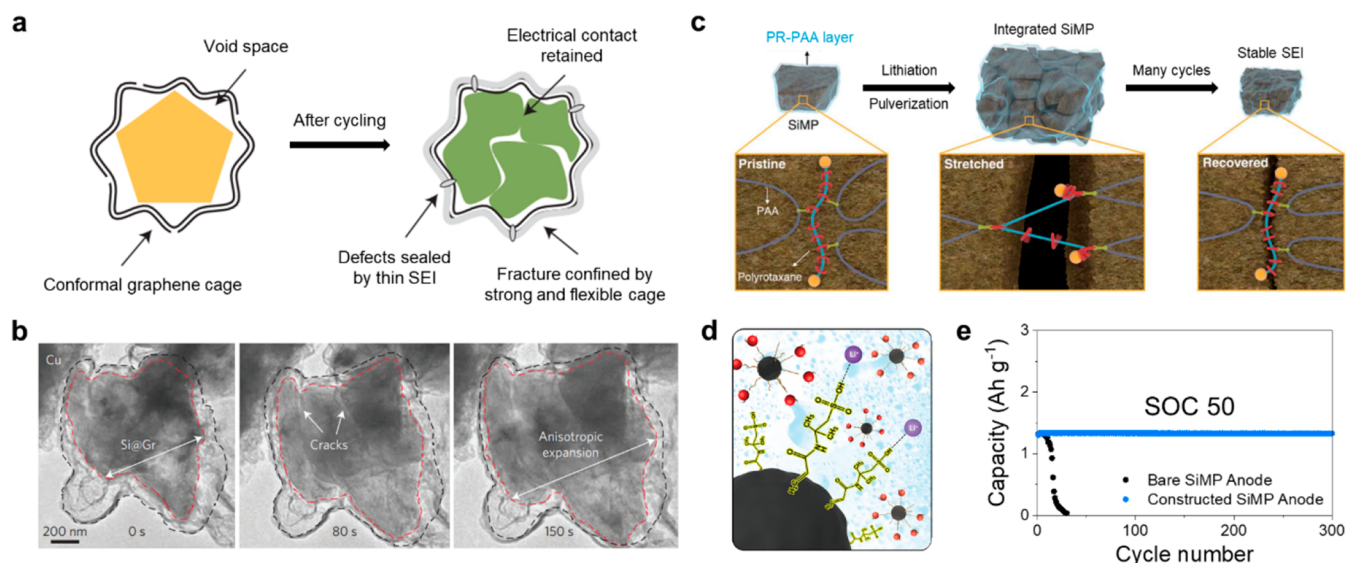 a
Void space
Electrical contact
retained
After cycling
Conformal graphene cage
Defects sealed
by thin SEI
Fracture confined by
strong and flexible cage
b
Cu
Si@Gr
200 nm
0 s
Cracks
80 s
Anisotropic
expansion
150 s
c
PR-PAA layer
SiMP
Lithiation
Pulverization
Integrated SiMP
Many cycles
Stable SEI
Pristine
PAA
Polyrotaxane
Stretched
Recovered
d
Li⁺
Li⁺
e
Capacity (Ah g⁻¹)
3
2
1
0
SOC 50
Bare SiMP Anode
Constructed SiMP Anode
0
100
200
300
Cycle number